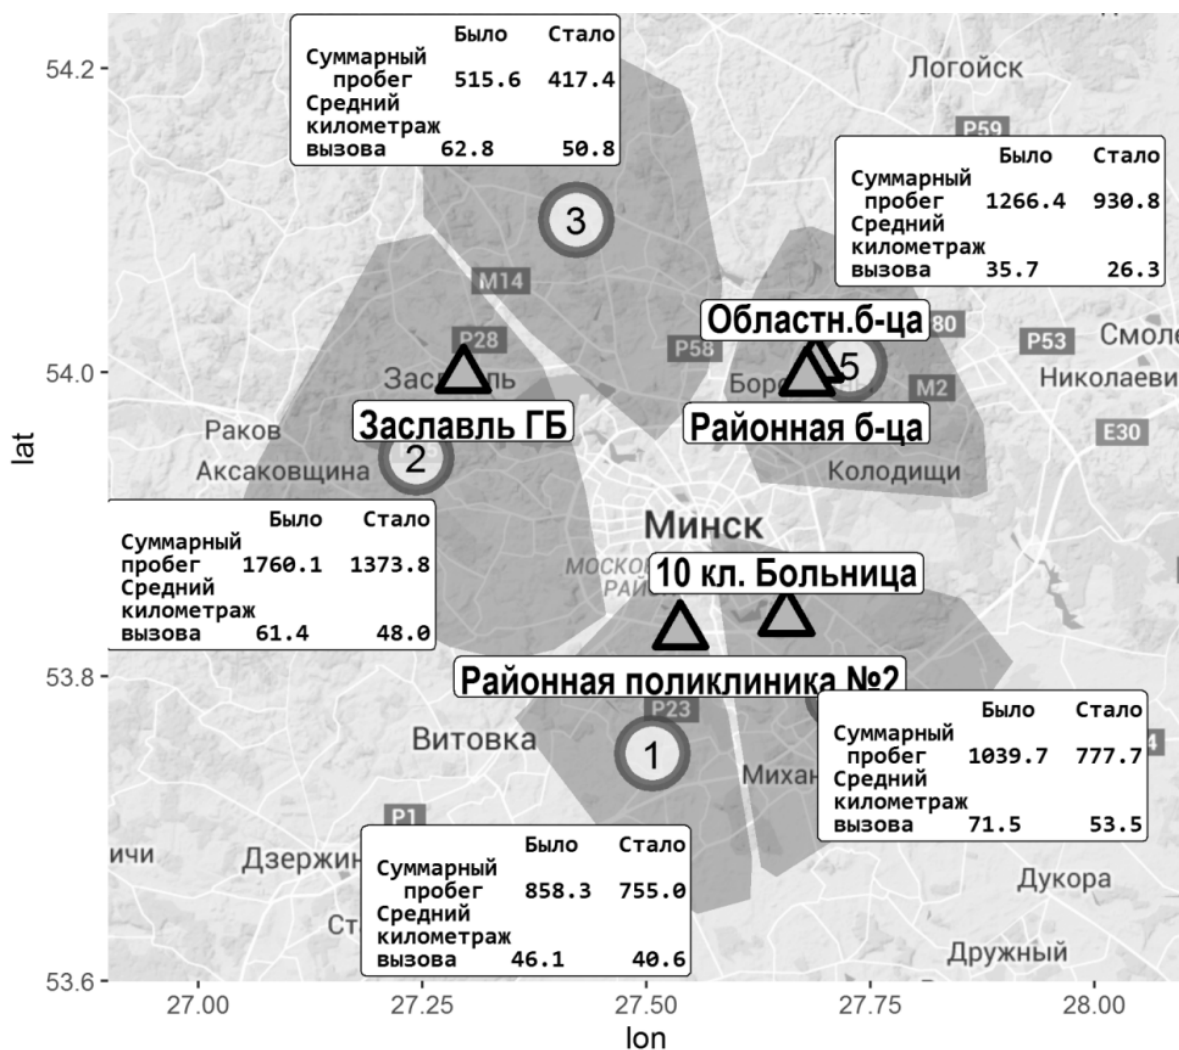 Было Стало
Суммарный
пробег 515.6 417.4
Средний
километраж
вызова 62.8 50.8
54.2
Логойск
P59
Было Стало
Суммарный
пробег 1266.4 930.8
Средний
километраж
вызова 35.7 26.3
3
M14
Областн.б-ца
80
P28
P58
P53
Смоле
54.0
5
M2
Николаеви
Заславль ГБ
Районная б-ца
E30
Раков
2
Аксаковщина
Колодищи
lat
Было Стало
Суммарный
пробег 1760.1 1373.8
Средний
километраж
вызова 61.4 48.0
Минск
10 кл. Больница
53.8
Районная поликлиника №2
P23
Витовка
1
Михан
4
Было Стало
Суммарный
пробег 1039.7 777.7
Средний
километраж
вызова 71.5 53.5
P1
Было Стало
Суммарный
пробег 858.3 755.0
Средний
километраж
вызова 46.1 40.6
ичи
Дзержин
Дукора
Ст
Дружный
53.6
27.00 27.25 27.50 27.75 28.00
lon